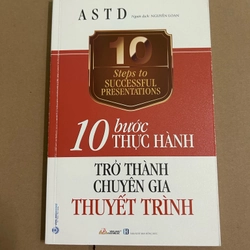 ASTD
10
Steps to
SUCCESSFUL
PRESENTATIONS
10 bước
THỰC HÀNH
TRỞ THÀNH
CHUYÊN GIA
THUYẾT TRÌNH